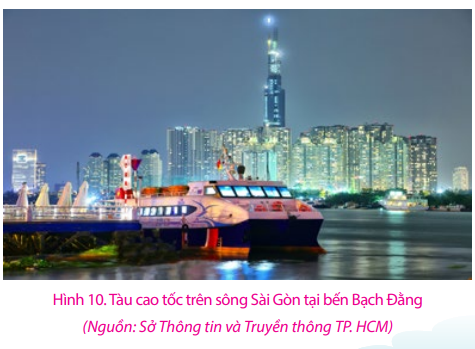 Hình 10. Tàu cao tốc trên sông Sài Gòn tại bến Bạch Đằng
(Nguồn: Sở Thông tin và Truyền thông TP. HCM)